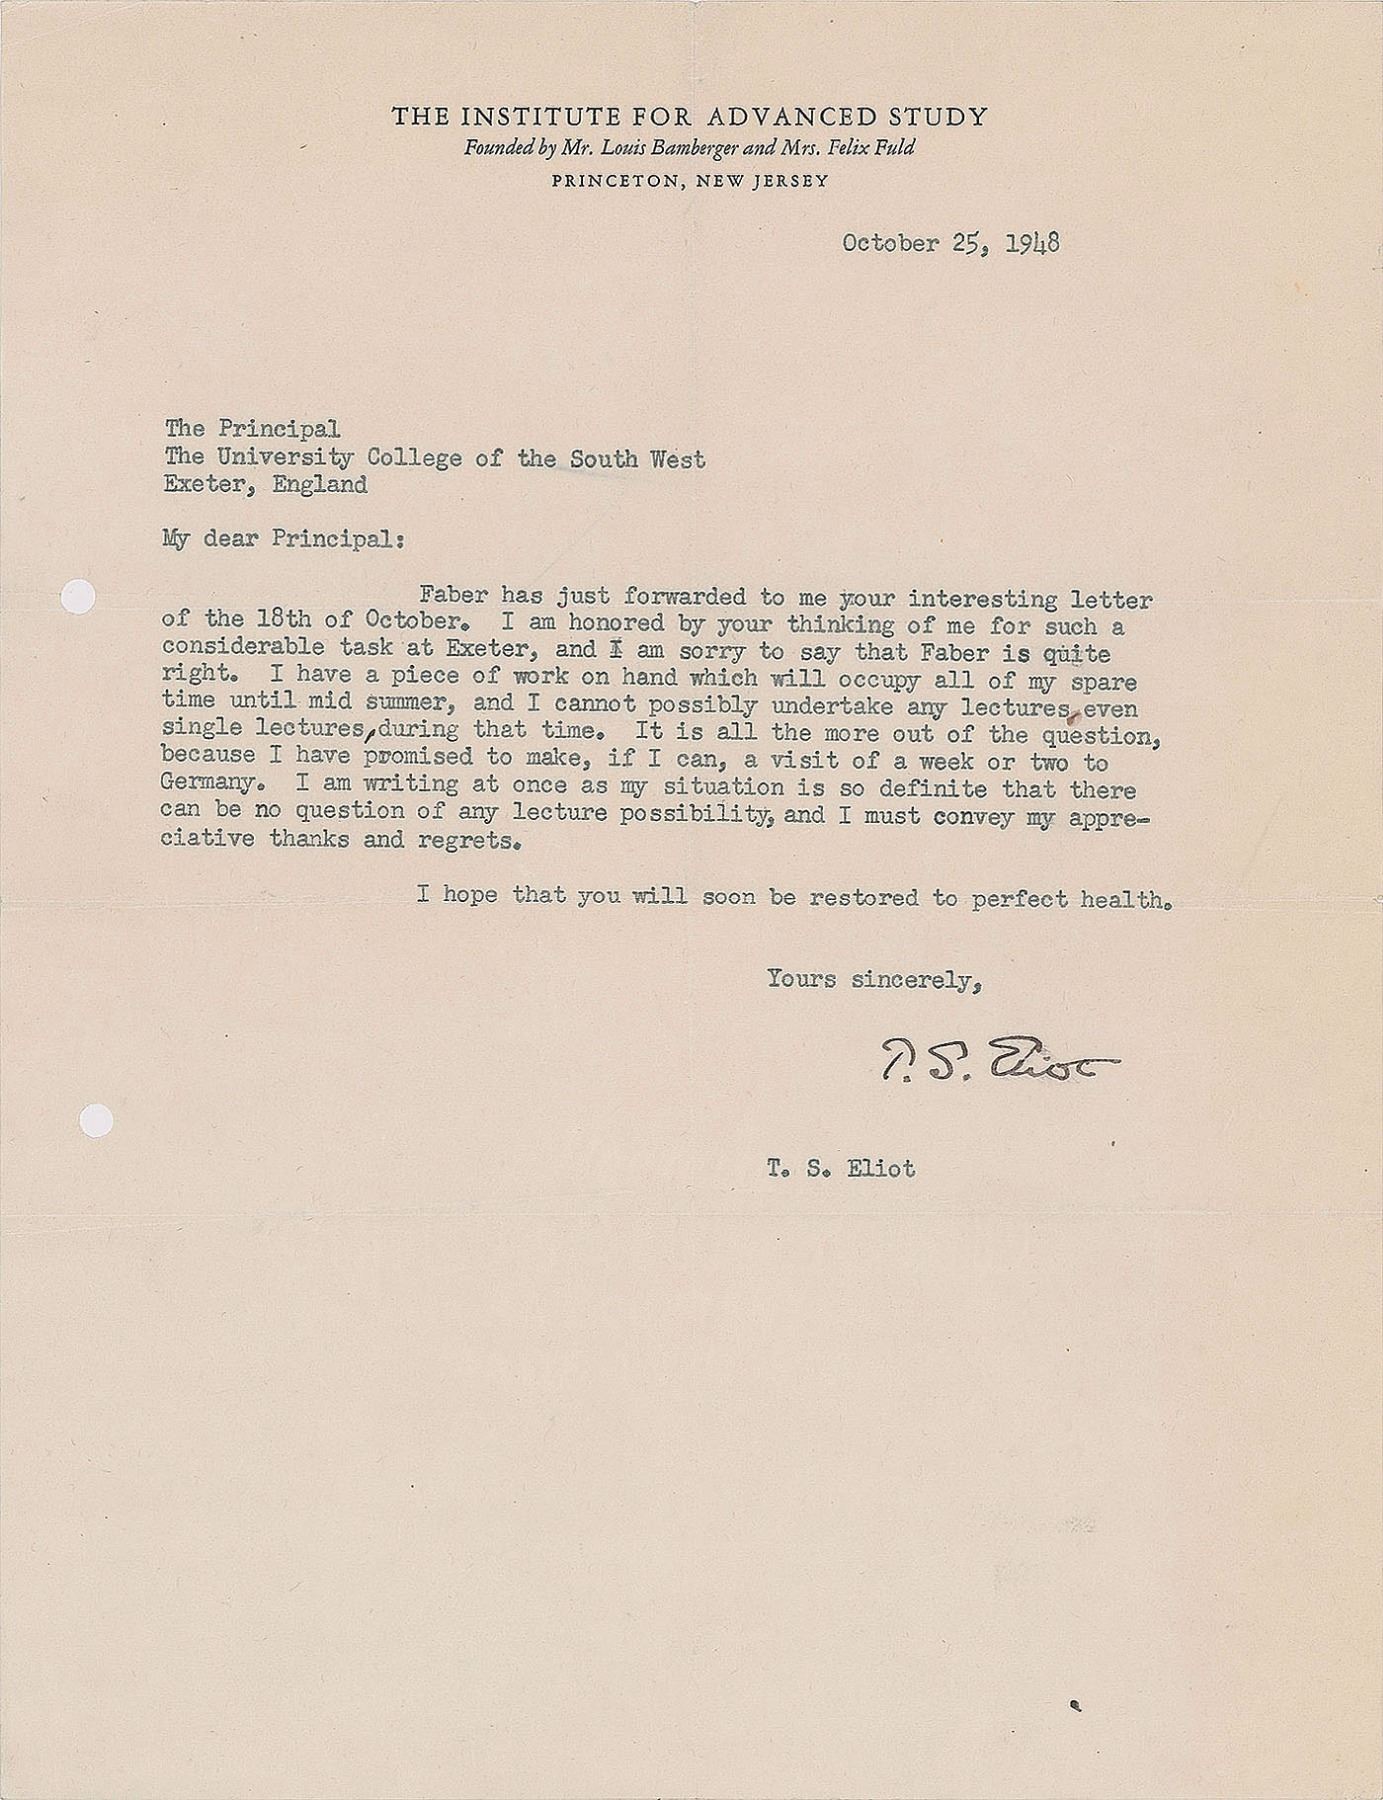 THE INSTITUTE FOR ADVANCED STUDY
Founded by Mr. Louis Bamberger and Mrs. Felix Fuld
PRINCETON, NEW JERSEY
October 25, 1948
The Principal
The University College of the South West
Exeter, England
My dear Principal:
Faber has just forwarded to me your interesting letter
of the 18th of October. I am honored by your thinking of me for such a
considerable task at Exeter, and I am sorry to say that Faber is quite
right. I have a piece of work on hand which will occupy all of my spare
time until mid summer, and I cannot possibly undertake any lectures, even
single lectures, during that time. It is all the more out of the question,
because I have promised to make, if I can, a visit of a week or two to
Germany. I am writing at once as my situation is so definite that there
can be no question of any lecture possibility, and I must convey my appre-
ciative thanks and regrets.
I hope that you will soon be restored to perfect health.
Yours sincerely,
T. S. Eliot
T. S. Eliot